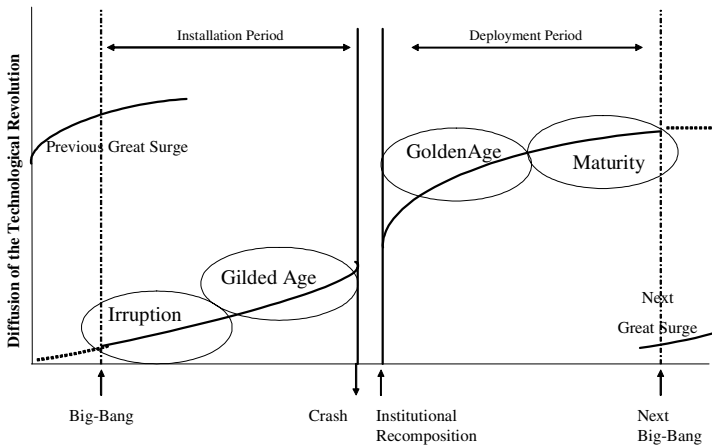 Installation Period
Deployment Period
Diffusion of the Technological Revolution
Previous Great Surge
GoldenAge
Maturity
Gilded Age
Irruption
Next
Great Surge
Big-Bang
Crash
Institutional
Recomposition
Next
Big-Bang